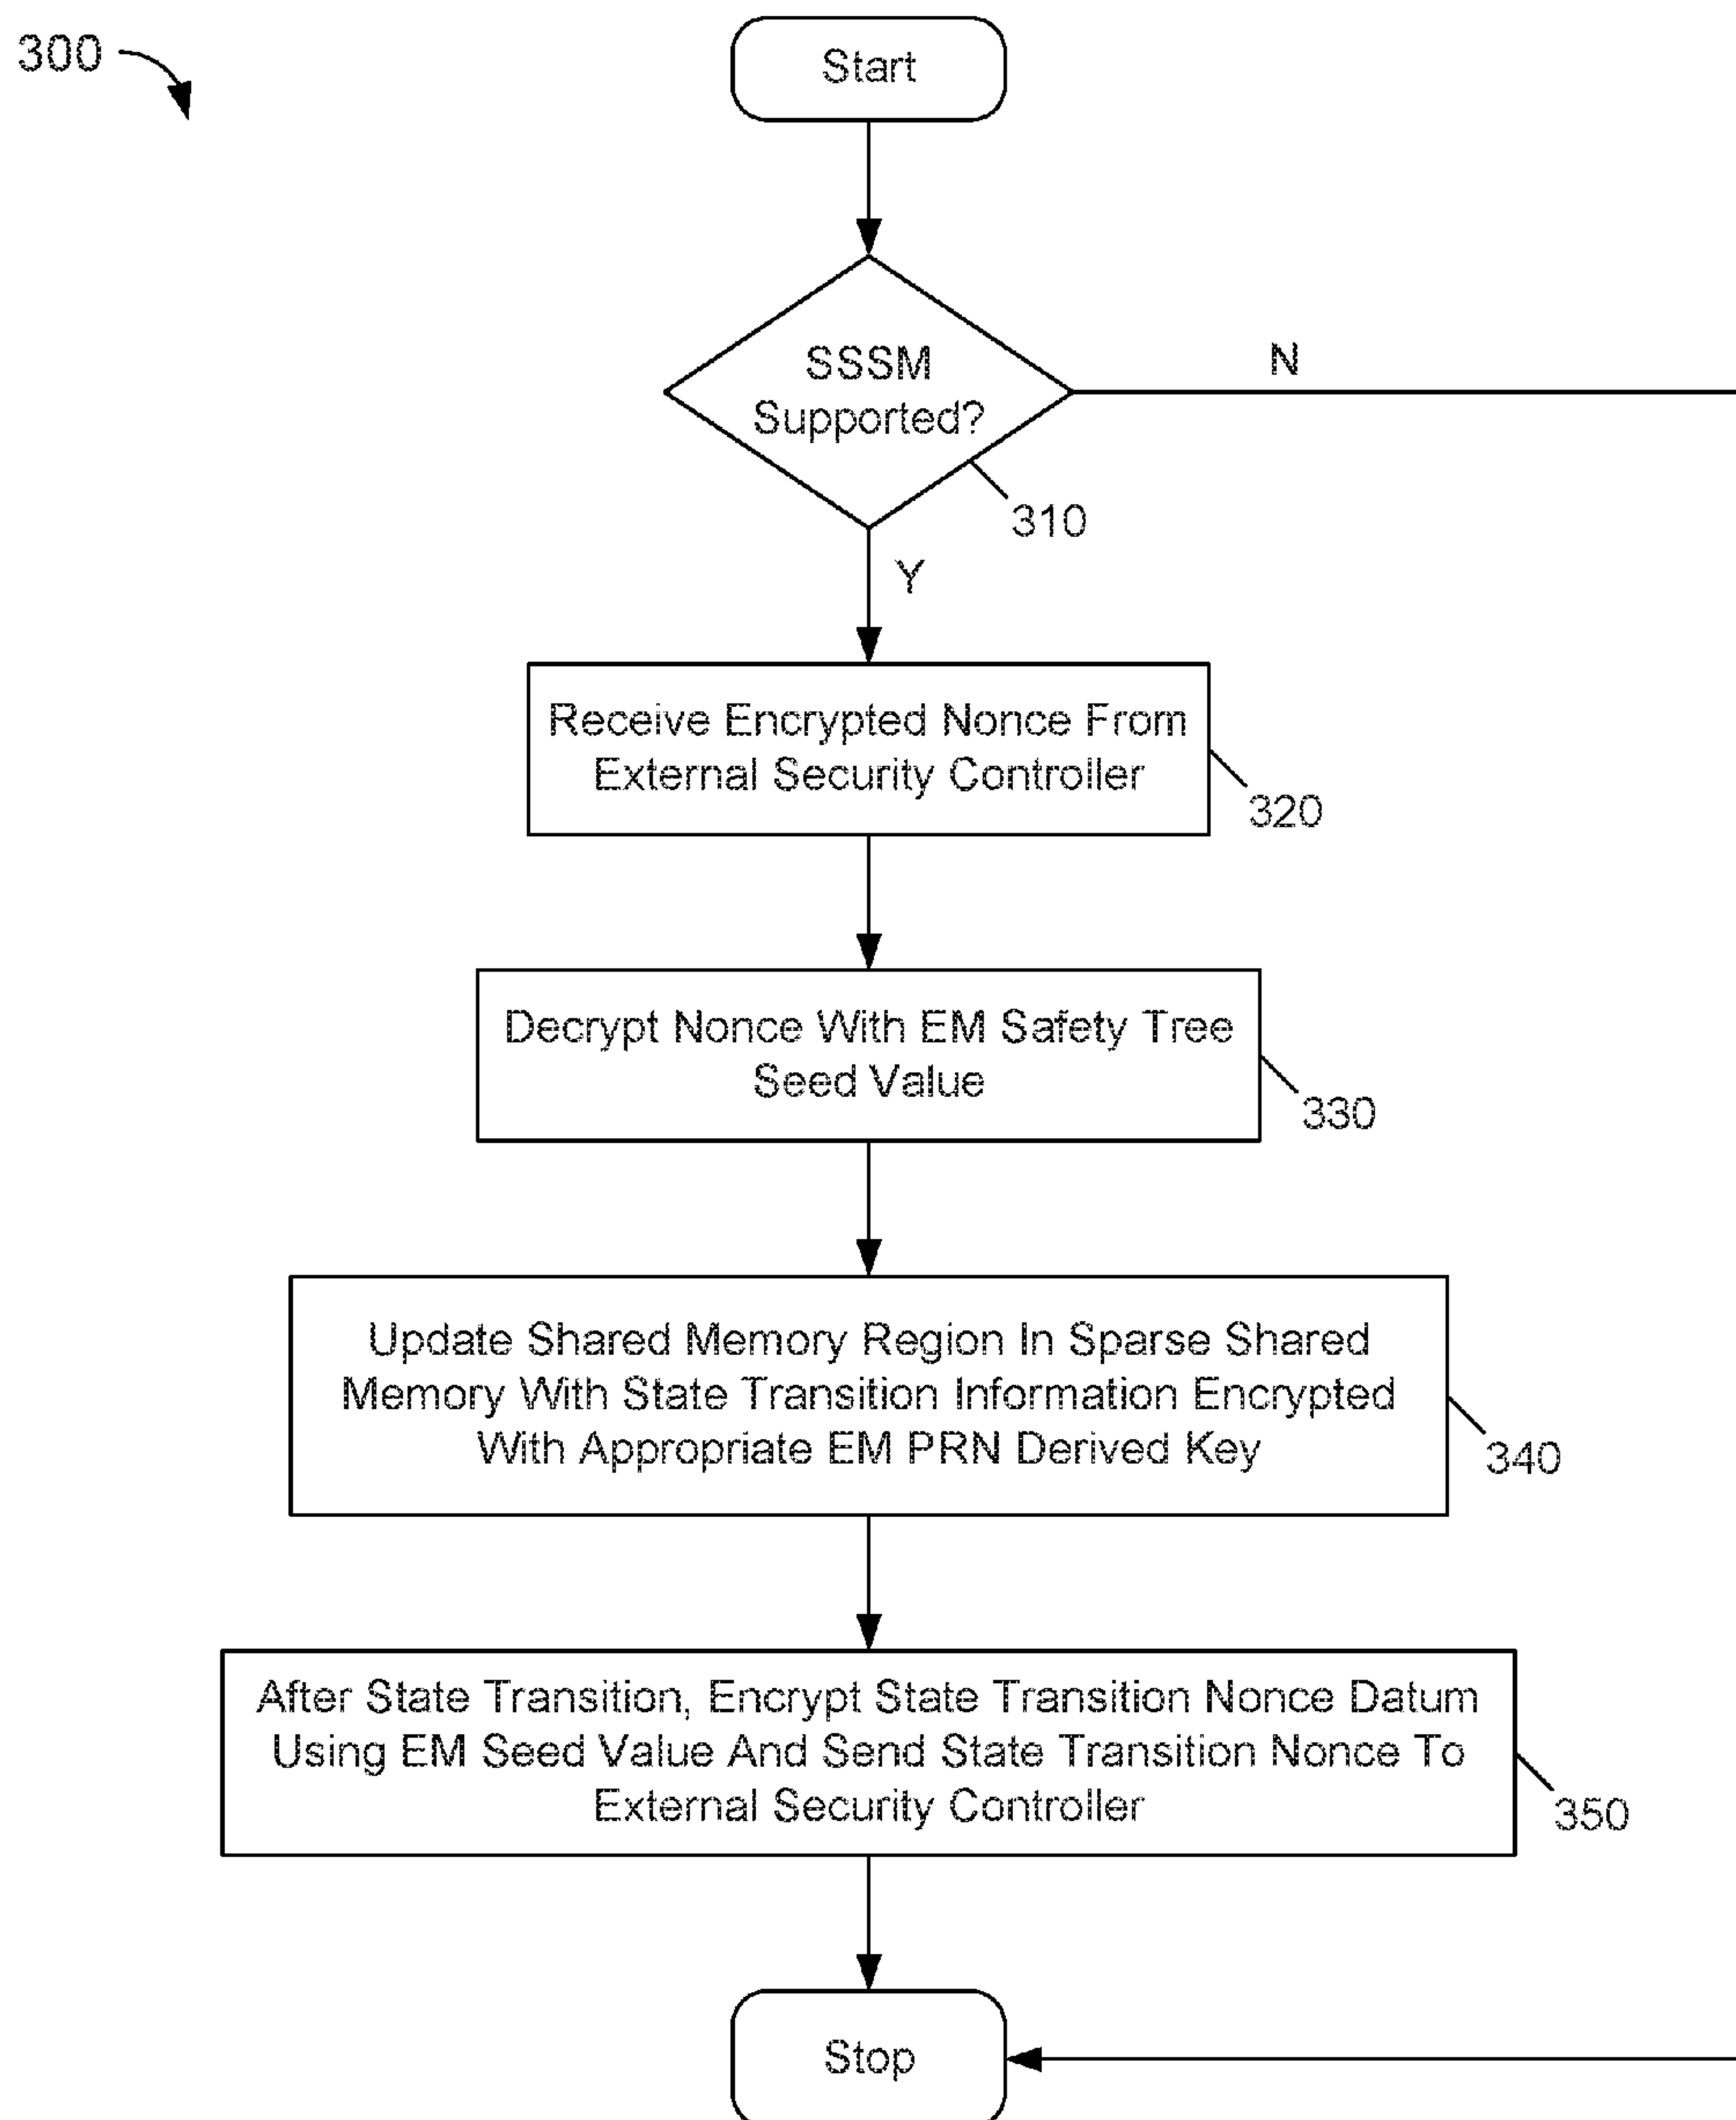 300
Start
SSSM
Supported?
N
310
Y
Receive Encrypted Nonce From
External Security Controller
320
Decrypt Nonce With EM Safety Tree
Seed Value
330
Update Shared Memory Region In Sparse Shared
Memory With State Transition Information Encrypted
With Appropriate EM PRN Derived Key
340
After State Transition, Encrypt State Transition Nonce Datum
Using EM Seed Value And Send State Transition Nonce To
External Security Controller
350
Stop